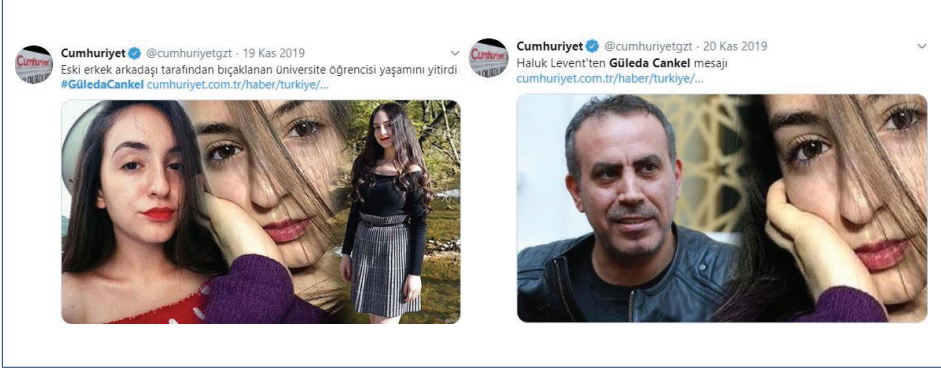 Cumhuriyet @cumhuriyetgzt · 19 Kas 2019
Eski erkek arkadaşı tarafından bıçaklanan üniversite öğrencisi yaşamını yitirdi
#GüledaCankel cumhuriyet.com.tr/haber/turkiye/...
Cumhuriyet @cumhuriyetgzt · 20 Kas 2019
Haluk Levent'ten Güleda Cankel mesajı
cumhuriyet.com.tr/haber/turkiye/...